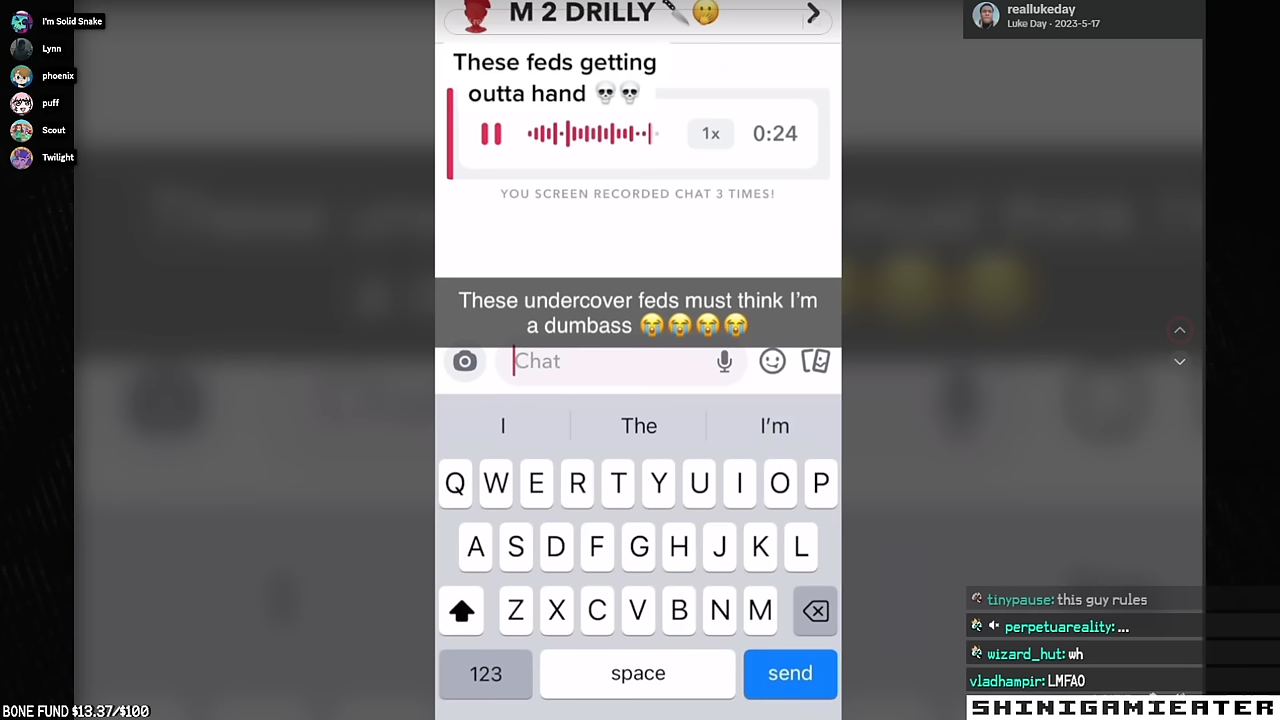 I'm Solid Snake
Lynn
phoenix
puff
Scout
Twilight
M 2 DRILLY 🔪🤫
These feds getting
outta hand 💀💀
1x
0:24
YOU SCREEN RECORDED CHAT 3 TIMES!
These undercover feds must think I'm
a dumbass 😭😭😭😭
Chat
I
The
I'm
Q W E R T Y U I O P
A S D F G H J K L
Z X C V B N M
123
space
send
reallukeday
Luke Day · 2023-5-17
tinypause: this guy rules
perpetuareality: ...
wizard_hut: wh
vladhampir: LMFAO
SHINIGAMIEATER
BONE FUND $13.37/$100